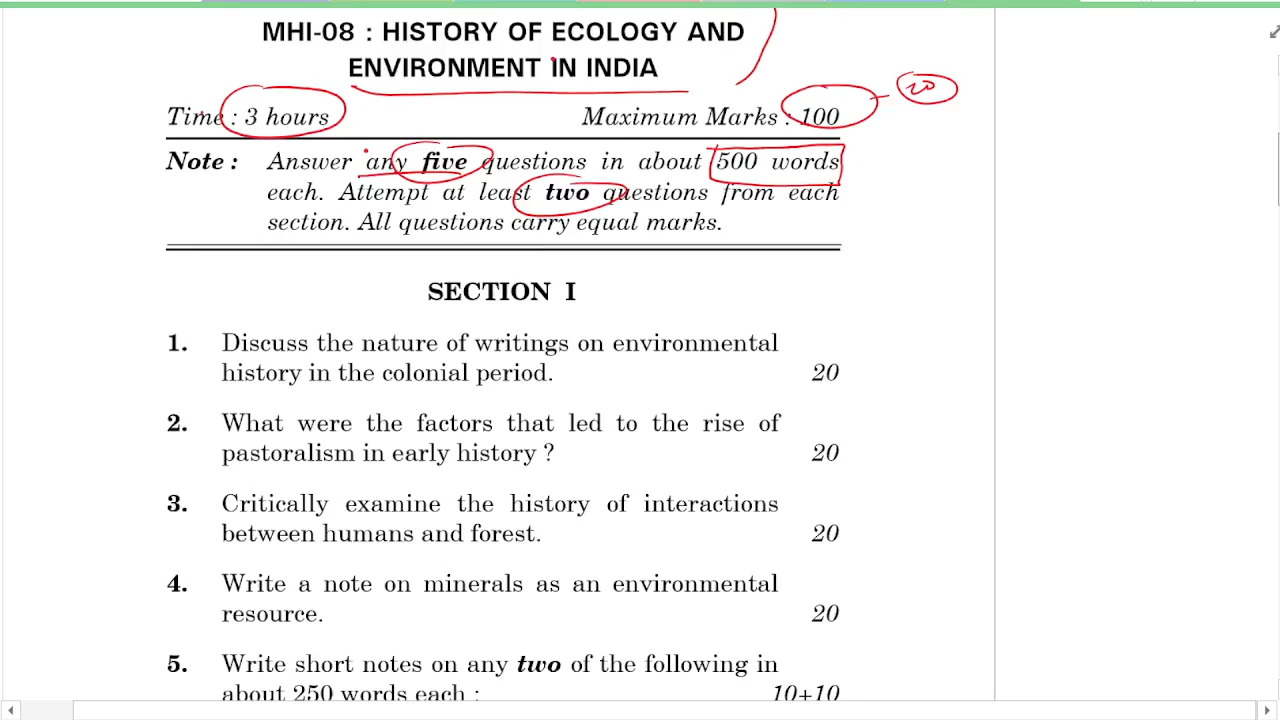 MHI-08 : HISTORY OF ECOLOGY AND
ENVIRONMENT IN INDIA
20
Time : 3 hours Maximum Marks : 100
Note : Answer any five questions in about 500 words
each. Attempt at least two questions from each
section. All questions carry equal marks.
SECTION I
1. Discuss the nature of writings on environmental
history in the colonial period. 20
2. What were the factors that led to the rise of
pastoralism in early history ? 20
3. Critically examine the history of interactions
between humans and forest. 20
4. Write a note on minerals as an environmental
resource. 20
5. Write short notes on any two of the following in
about 250 words each : 10+10